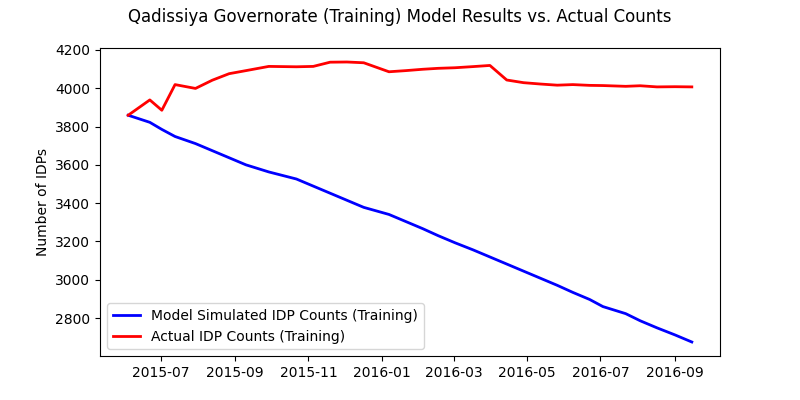 Qadissiya Governorate (Training) Model Results vs. Actual Counts
4200
4000
3800
3600
3400
3200
3000
2800
Number of IDPs
Model Simulated IDP Counts (Training)
Actual IDP Counts (Training)
2015-07 2015-09 2015-11 2016-01 2016-03 2016-05 2016-07 2016-09